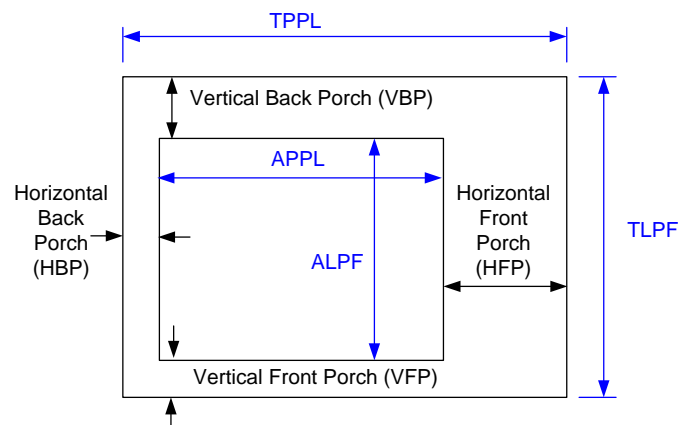 TPPL
Vertical Back Porch (VBP)
APPL
Horizontal
Back
Porch
(HBP)
Horizontal
Front
Porch
(HFP)
TLPF
ALPF
Vertical Front Porch (VFP)